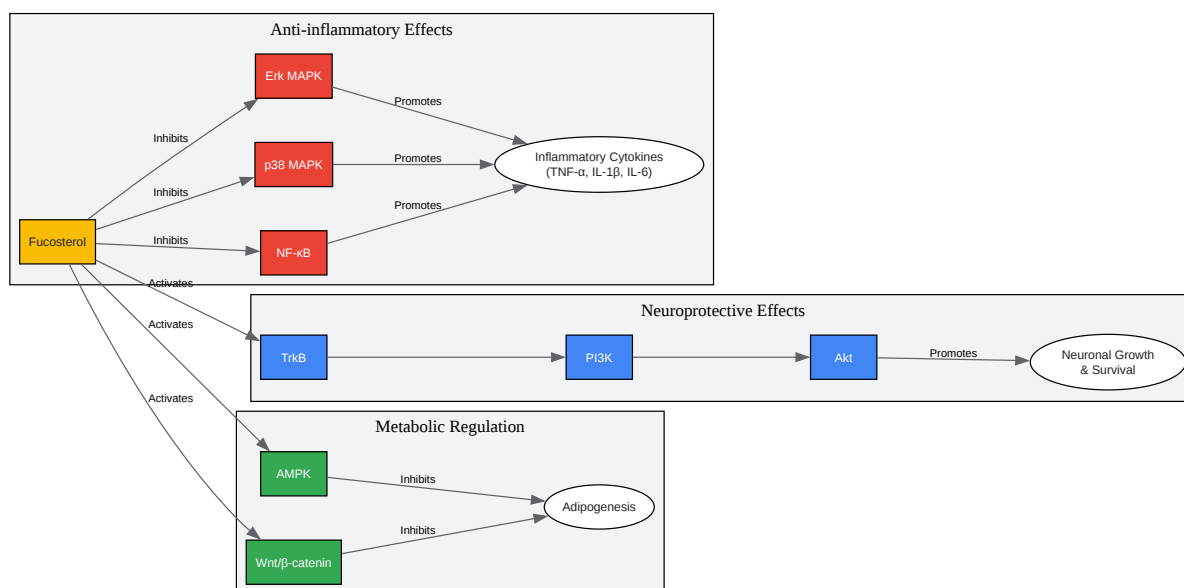 Anti-inflammatory Effects
Erk MAPK
Promotes
Inhibits
p38 MAPK
Promotes
Inflammatory Cytokines
(TNF-α, IL-1β, IL-6)
Inhibits
Promotes
Fucosterol
Inhibits
NF-κB
Activates
Neuroprotective Effects
Activates
TrkB
PI3K
Akt
Promotes
Neuronal Growth
& Survival
Activates
Metabolic Regulation
AMPK
Inhibits
Adipogenesis
Inhibits
Wnt/β-catenin